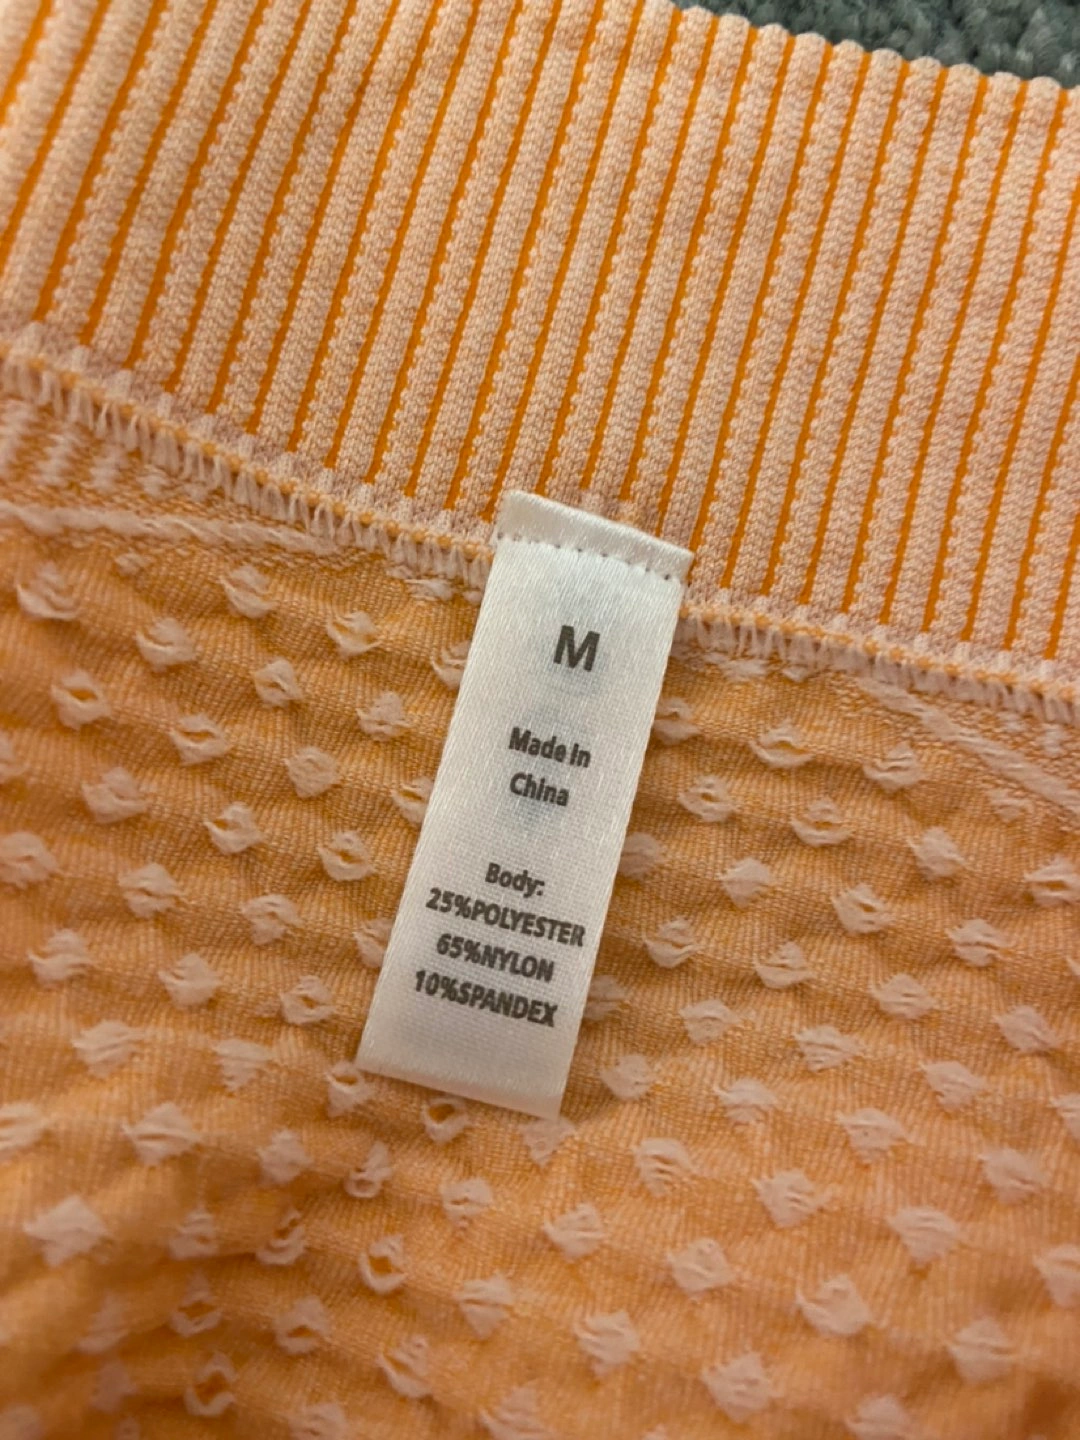 M
Made in
China
Body:
25%POLYESTER
65%NYLON
10%SPANDEX